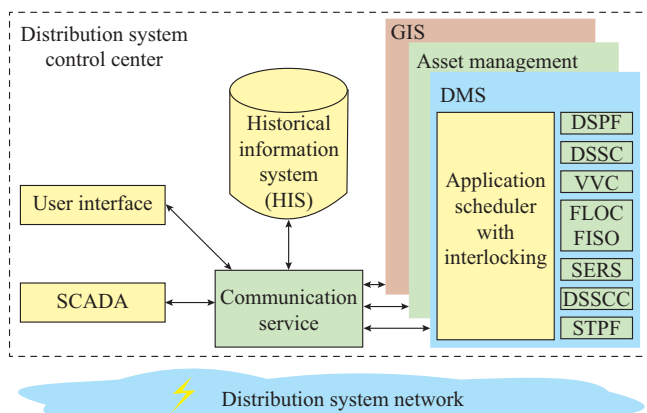 Distribution system
control center
GIS
Asset management
DMS
Historical
information
system
(HIS)
User interface
SCADA
Communication
service
Application
scheduler
with
interlocking
DSPF
DSSC
VVC
FLOC
FISO
SERS
DSSCC
STPF
Distribution system network